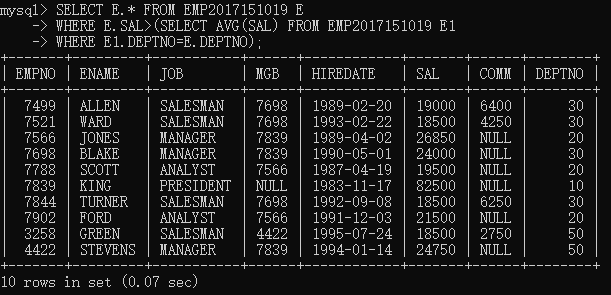 mysql> SELECT E.* FROM EMP2017151019 E
-> WHERE E.SAL>(SELECT AVG(SAL) FROM EMP2017151019 E1
-> WHERE E1.DEPTNO=E.DEPTNO);
| EMPNO | ENAME | JOB | MGB | HIREDATE | SAL | COMM | DEPTNO |
| 7499 | ALLEN | SALESMAN | 7698 | 1989-02-20 | 19000 | 6400 | 30 |
| 7521 | WARD | SALESMAN | 7698 | 1993-02-22 | 18500 | 4250 | 30 |
| 7566 | JONES | MANAGER | 7839 | 1989-04-02 | 26850 | NULL | 20 |
| 7698 | BLAKE | MANAGER | 7839 | 1990-05-01 | 24000 | NULL | 30 |
| 7788 | SCOTT | ANALYST | 7566 | 1987-04-19 | 19500 | NULL | 20 |
| 7839 | KING | PRESIDENT | NULL | 1983-11-17 | 82500 | NULL | 10 |
| 7844 | TURNER | SALESMAN | 7698 | 1992-09-08 | 18500 | 6250 | 30 |
| 7902 | FORD | ANALYST | 7566 | 1991-12-03 | 21500 | NULL | 20 |
| 3258 | GREEN | SALESMAN | 4422 | 1995-07-24 | 18500 | 2750 | 50 |
| 4422 | STEVENS | MANAGER | 7839 | 1994-01-14 | 24750 | NULL | 50 |
10 rows in set (0.07 sec)